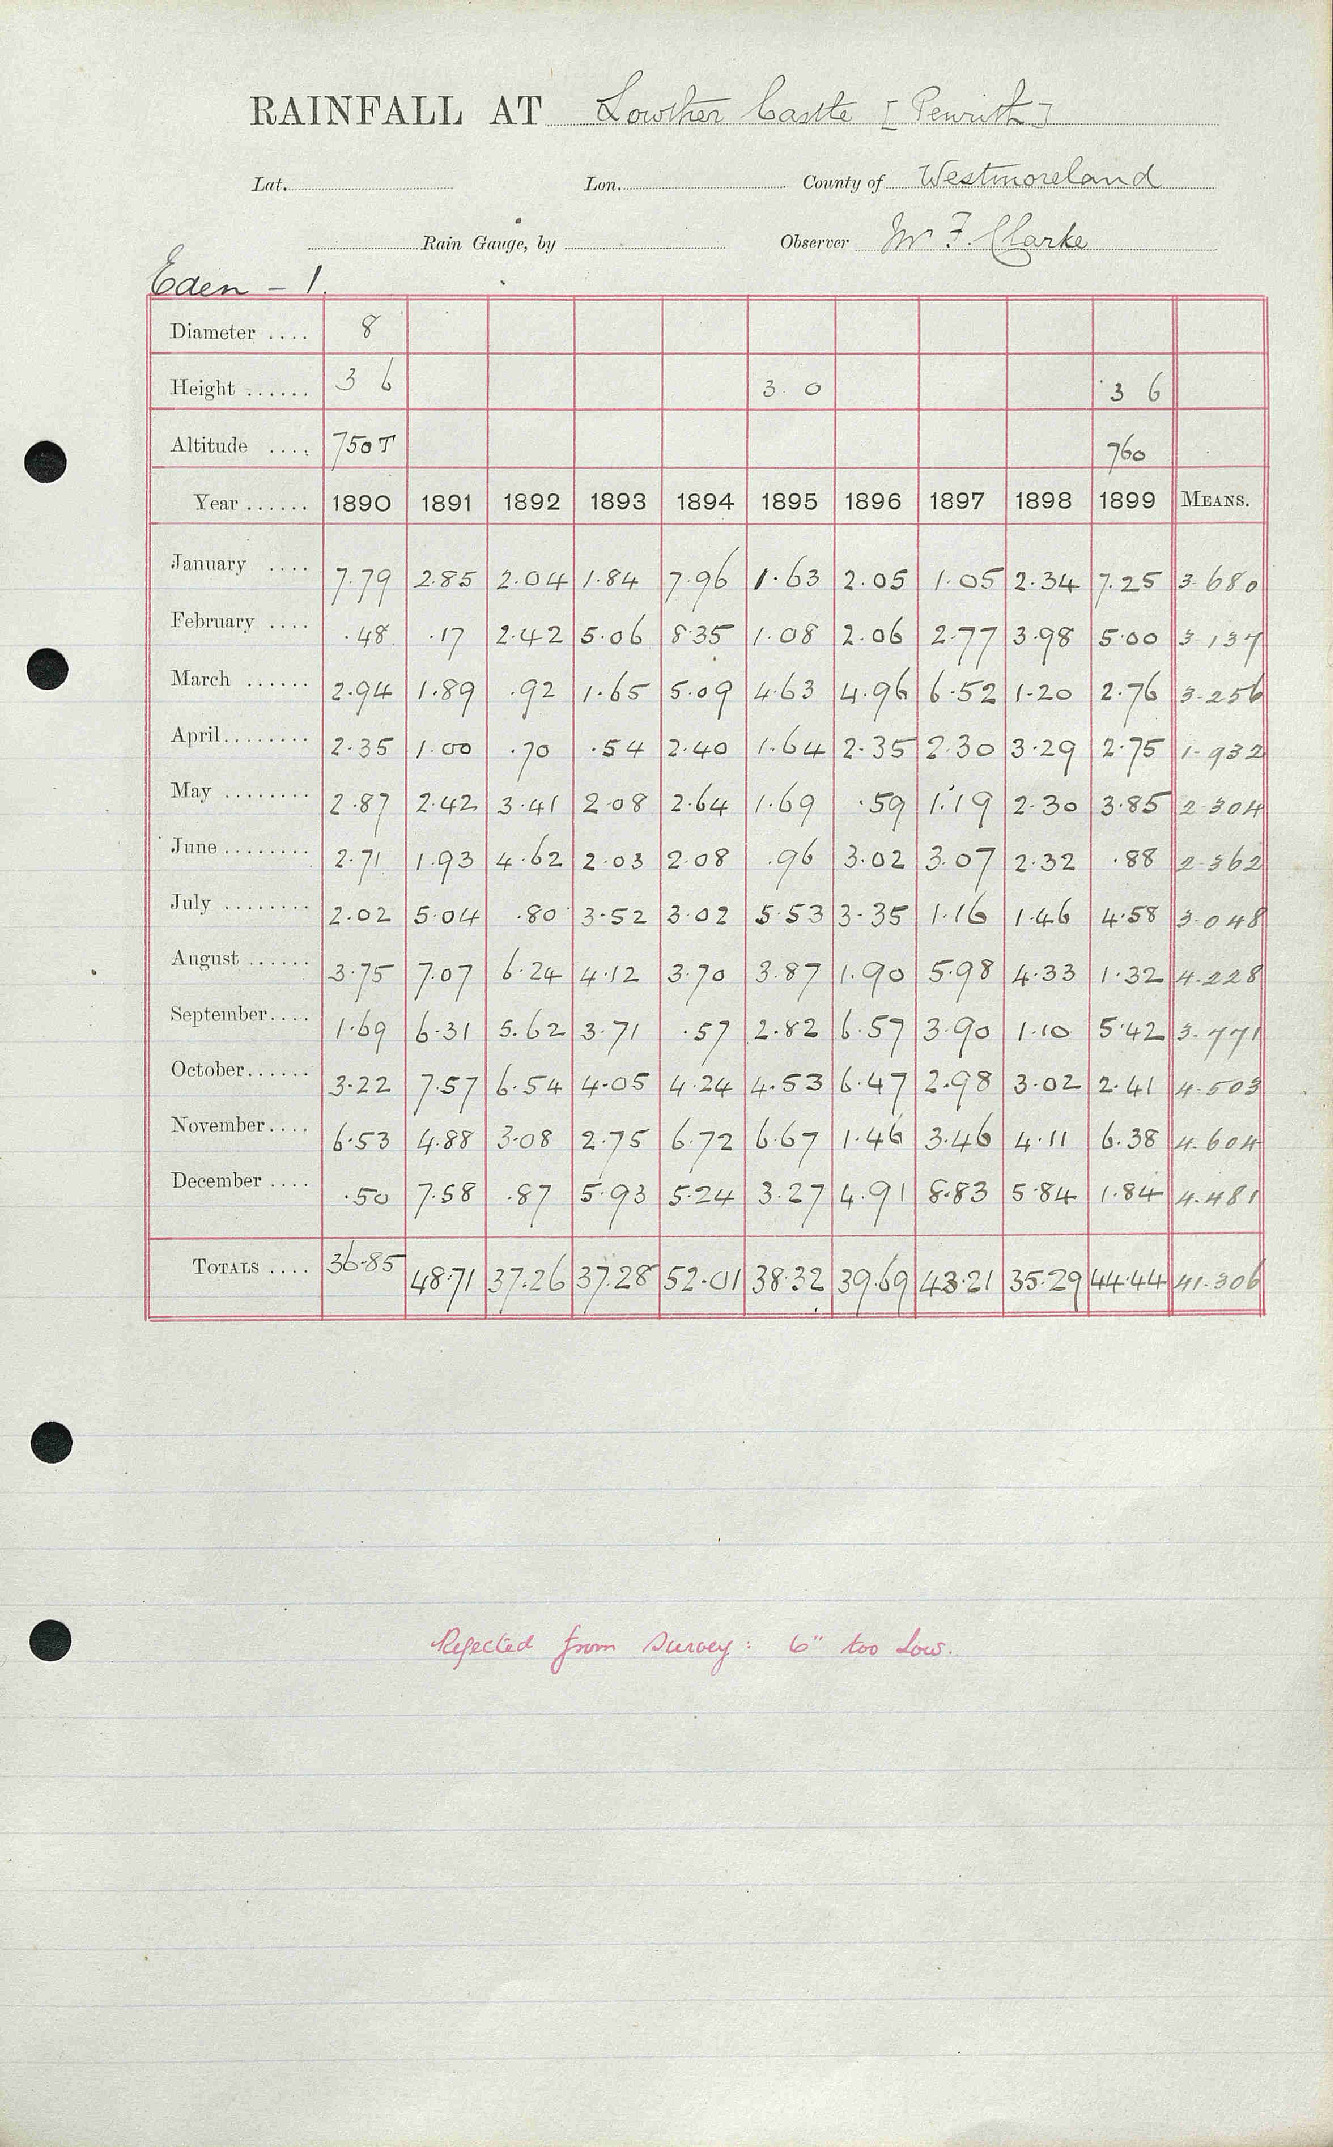 RAINFALL AT Lowther Castle [Penrith]
Lat. Lon. County of Westmoreland
Rain Gauge, by Observer Mr F. Clarke
Eden - 1.
Diameter .... 8
Height ...... 3 6 3. 0 3 6
Altitude .... 750T 760
Year ...... 1890 1891 1892 1893 1894 1895 1896 1897 1898 1899 MEANS.
January .... 7.79 2.85 2.04 1.84 7.96 1.63 2.05 1.05 2.34 7.25 3.680
February .... .48 .17 2.42 5.06 8.35 1.08 2.06 2.77 3.98 5.00 3.137
March ...... 2.94 1.89 .92 1.65 5.09 4.63 4.96 6.52 1.20 2.76 3.256
April........ 2.35 1.00 .70 .54 2.40 1.64 2.35 2.30 3.29 2.75 1.932
May ........ 2.87 2.42 3.41 2.08 2.64 1.69 .59 1.19 2.30 3.85 2.304
June ........ 2.71 1.93 4.62 2.03 2.08 .96 3.02 3.07 2.32 .88 2.362
July ........ 2.02 5.04 .80 3.52 3.02 5.53 3.35 1.16 1.46 4.58 3.048
August ...... 3.75 7.07 6.24 4.12 3.70 3.87 1.90 5.98 4.33 1.32 4.228
September.... 1.69 6.31 5.62 3.71 .57 2.82 6.57 3.90 1.10 5.42 3.771
October...... 3.22 7.57 6.54 4.05 4.24 4.53 6.47 2.98 3.02 2.41 4.503
November.... 6.53 4.88 3.08 2.75 6.72 6.67 1.46 3.46 4.11 6.38 4.604
December .... .50 7.58 .87 5.93 5.24 3.27 4.91 8.83 5.84 1.84 4.481
TOTALS .... 36.85 48.71 37.26 37.28 52.01 38.32 39.69 43.21 35.29 44.44 41.306
Rejected from Survey: 6" too low.